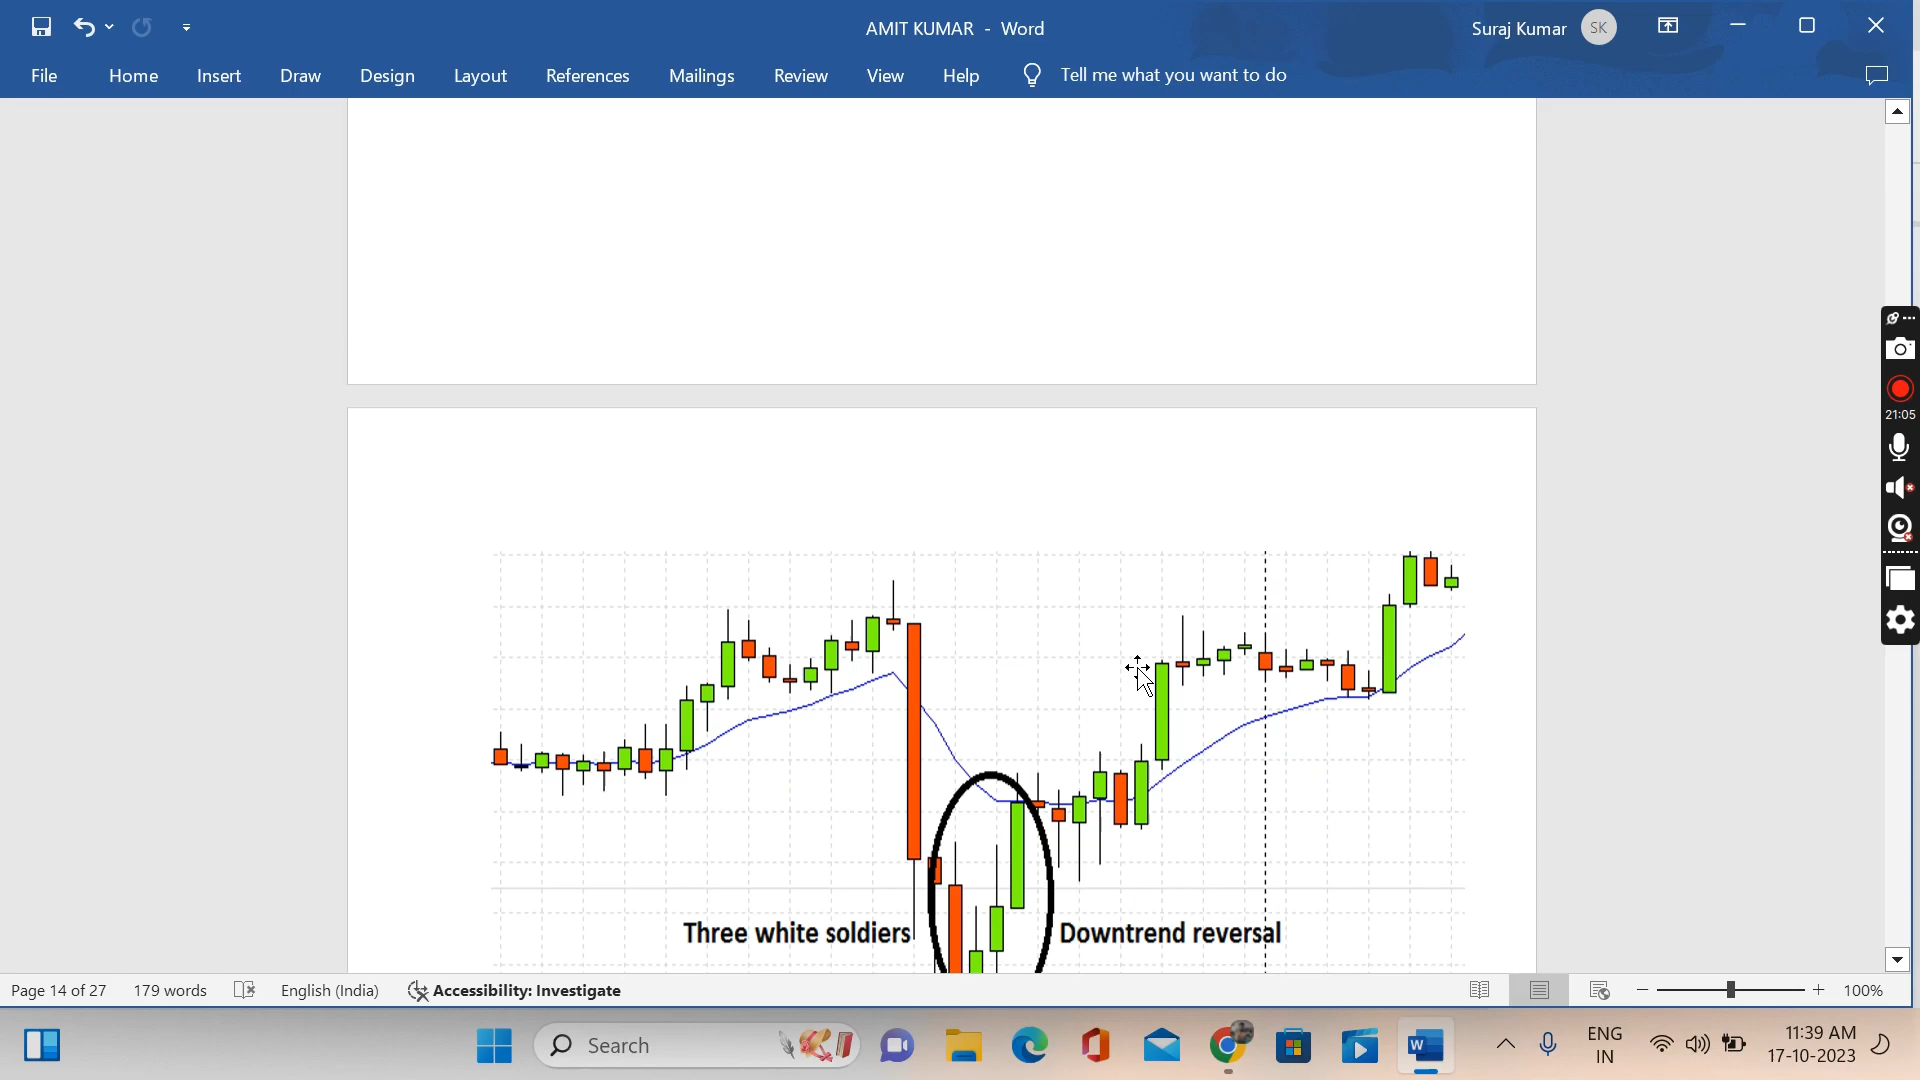 AMIT KUMAR - Word
Suraj Kumar SK
File Home Insert Draw Design Layout References Mailings Review View Help Tell me what you want to do
21:05
Three white soldiers Downtrend reversal
Page 14 of 27 179 words English (India) Accessibility: Investigate 100%
Search
ENG
IN
11:39 AM
17-10-2023